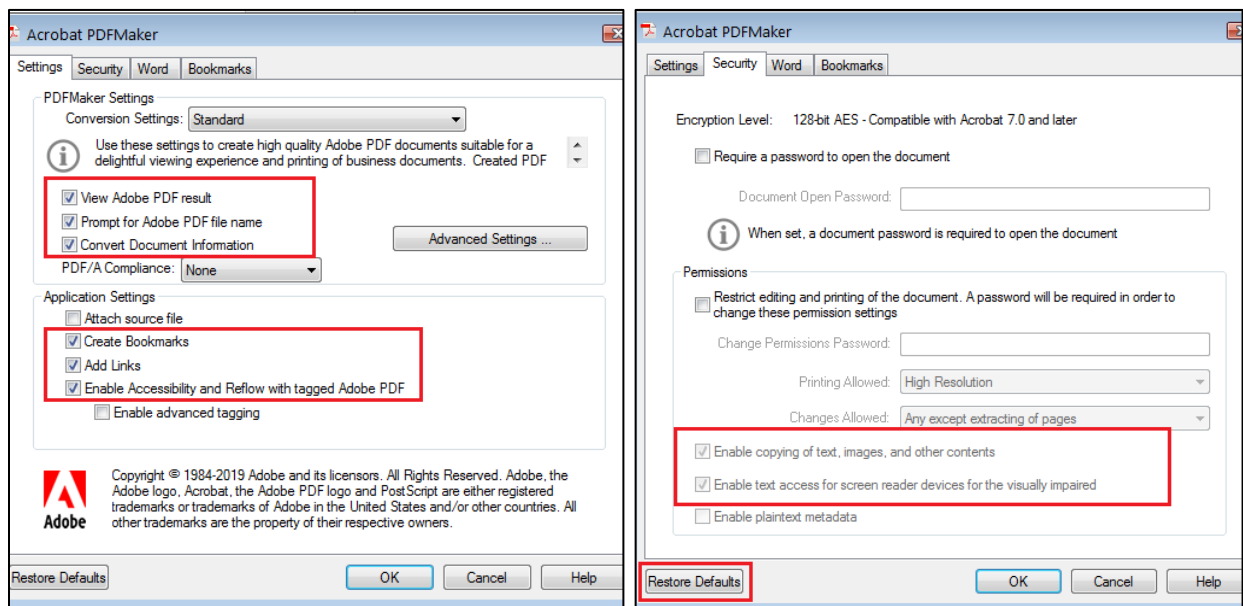 Acrobat PDFMaker
Settings Security Word Bookmarks
PDFMaker Settings
Conversion Settings: Standard
Use these settings to create high quality Adobe PDF documents suitable for a
delightful viewing experience and printing of business documents. Created PDF
View Adobe PDF result
Prompt for Adobe PDF file name
Convert Document Information
Advanced Settings ...
PDF/A Compliance: None
Application Settings
Attach source file
Create Bookmarks
Add Links
Enable Accessibility and Reflow with tagged Adobe PDF
Enable advanced tagging
Adobe
Copyright © 1984-2019 Adobe and its licensors. All Rights Reserved. Adobe, the
Adobe logo, Acrobat, the Adobe PDF logo and PostScript are either registered
trademarks or trademarks of Adobe in the United States and/or other countries. All
other trademarks are the property of their respective owners.
Restore Defaults OK Cancel Help
Acrobat PDFMaker
Settings Security Word Bookmarks
Encryption Level: 128-bit AES - Compatible with Acrobat 7.0 and later
Require a password to open the document
Document Open Password:
When set, a document password is required to open the document
Permissions
Restrict editing and printing of the document. A password will be required in order to
change these permission settings
Change Permissions Password:
Printing Allowed: High Resolution
Changes Allowed: Any except extracting of pages
Enable copying of text, images, and other contents
Enable text access for screen reader devices for the visually impaired
Enable plaintext metadata
Restore Defaults OK Cancel Help